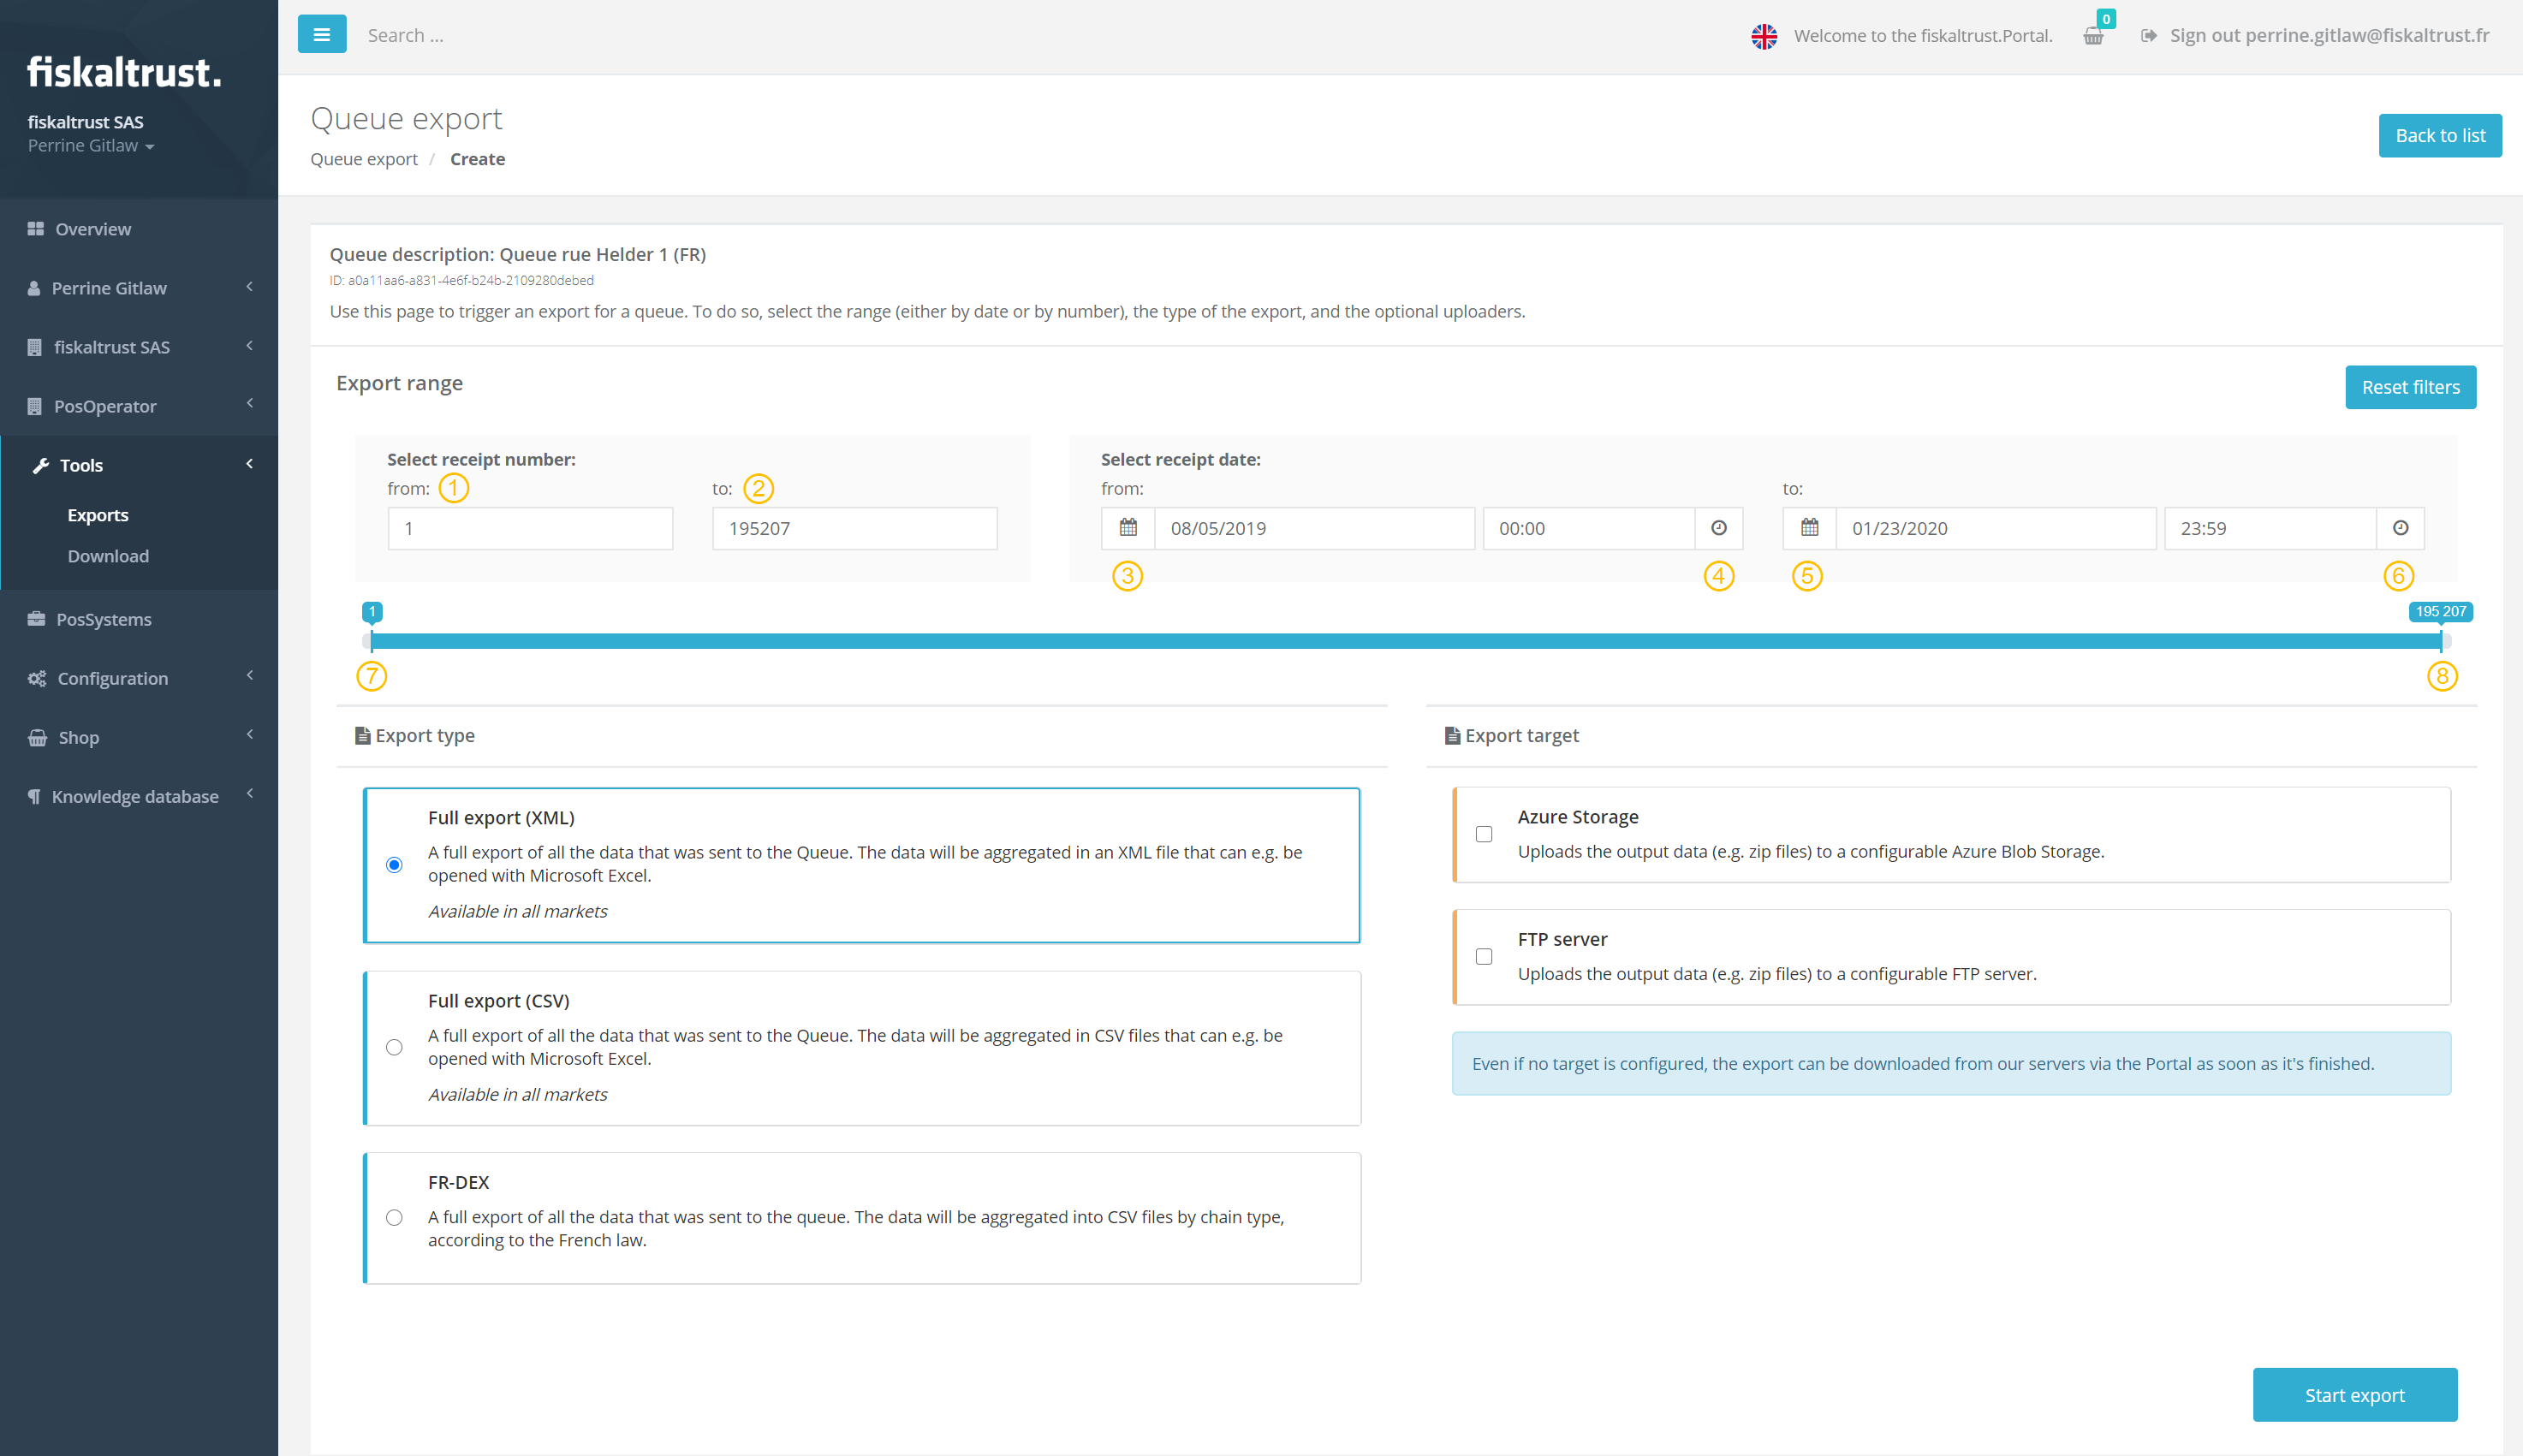 fiskaltrust.
fiskaltrust SAS
Perrine Gitlaw
Overview
Perrine Gitlaw
fiskaltrust SAS
PosOperator
Tools
Exports
Download
PosSystems
Configuration
Shop
Knowledge database
Search ...
Welcome to the fiskaltrust.Portal.
0
Sign out perrine.gitlaw@fiskaltrust.fr
Queue export
Queue export / Create
Back to list
Queue description: Queue rue Helder 1 (FR)
ID: a0a11aa6-a831-4e6f-b24b-2109280debed
Use this page to trigger an export for a queue. To do so, select the range (either by date or by number), the type of the export, and the optional uploaders.
Export range
Reset filters
Select receipt number:
from: 1
to: 2
1
195207
Select receipt date:
from:
to:
08/05/2019
00:00
01/23/2020
23:59
3
4
5
6
1
195 207
7
8
Export type
Full export (XML)
A full export of all the data that was sent to the Queue. The data will be aggregated in an XML file that can e.g. be
opened with Microsoft Excel.
Available in all markets
Full export (CSV)
A full export of all the data that was sent to the Queue. The data will be aggregated in CSV files that can e.g. be
opened with Microsoft Excel.
Available in all markets
FR-DEX
A full export of all the data that was sent to the queue. The data will be aggregated into CSV files by chain type,
according to the French law.
Export target
Azure Storage
Uploads the output data (e.g. zip files) to a configurable Azure Blob Storage.
FTP server
Uploads the output data (e.g. zip files) to a configurable FTP server.
Even if no target is configured, the export can be downloaded from our servers via the Portal as soon as it's finished.
Start export